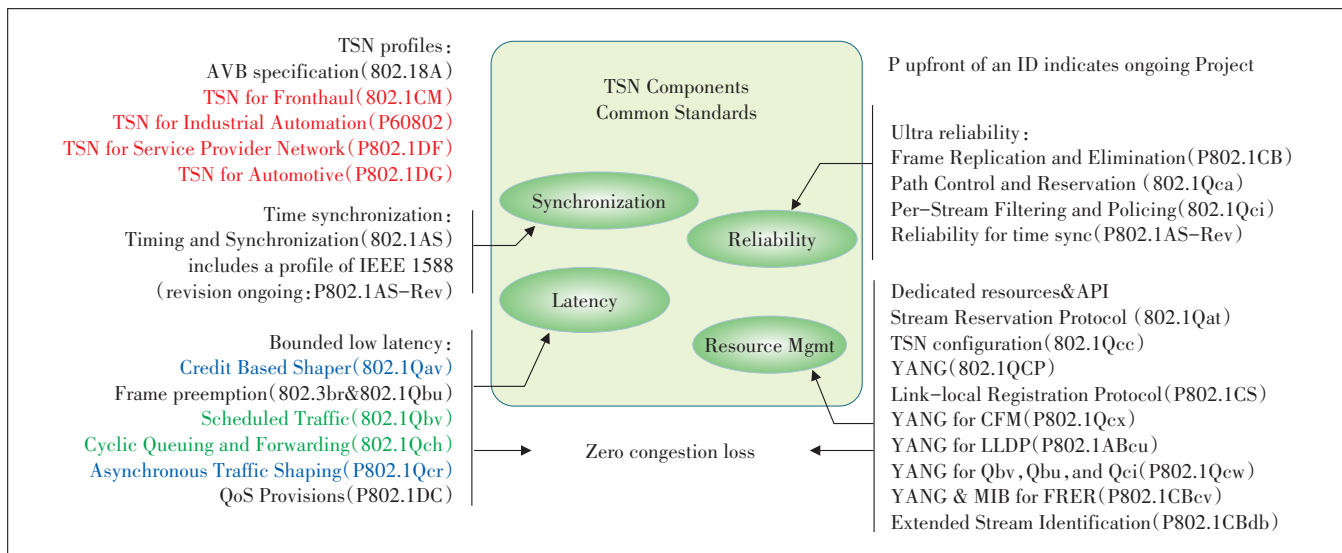 TSN profiles:
AVB specification(802.18A)
TSN for Fronthaul(802.1CM)
TSN for Industrial Automation(P60802)
TSN for Service Provider Network(P802.1DF)
TSN for Automotive(P802.1DG)
Time synchronization:
Timing and Synchronization(802.1AS)
includes a profile of IEEE 1588
(revision ongoing:P802.1AS-Rev)
Bounded low latency:
Credit Based Shaper(802.1Qav)
Frame preemption(802.3br&802.1Qbu)
Scheduled Traffic(802.1Qbv)
Cyclic Queuing and Forwarding(802.1Qch)
Asynchronous Traffic Shaping(P802.1Qcr)
QoS Provisions(P802.1DC)
TSN Components
Common Standards
Synchronization
Reliability
Latency
Resource Mgmt
Zero congestion loss
P upfront of an ID indicates ongoing Project
Ultra reliability:
Frame Replication and Elimination(P802.1CB)
Path Control and Reservation (802.1Qca)
Per-Stream Filtering and Policing(802.1Qci)
Reliability for time sync(P802.1AS-Rev)
Dedicated resources&API
Stream Reservation Protocol (802.1Qat)
TSN configuration(802.1Qcc)
YANG(802.1QCP)
Link-local Registration Protocol(P802.1CS)
YANG for CFM(P802.1Qcx)
YANG for LLDP(P802.1ABcu)
YANG for Qbv,Qbu,and Qci(P802.1Qcw)
YANG & MIB for FRER(P802.1CBcv)
Extended Stream Identification(P802.1CBdb)